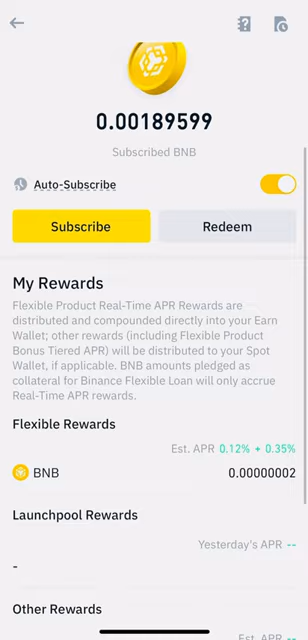 0.00189599
Subscribed BNB
Auto-Subscribe
Subscribe
Redeem
My Rewards
Flexible Product Real-Time APR Rewards are
distributed and compounded directly into your Earn
Wallet; other rewards (including Flexible Product
Bonus Tiered APR) will be distributed to your Spot
Wallet, if applicable. BNB amounts pledged as
collateral for Binance Flexible Loan will only accrue
Real-Time APR rewards.
Flexible Rewards
Est. APR 0.12% + 0.35%
BNB 0.00000002
Launchpool Rewards
Yesterday's APR --
-
Other Rewards
Est. APR --